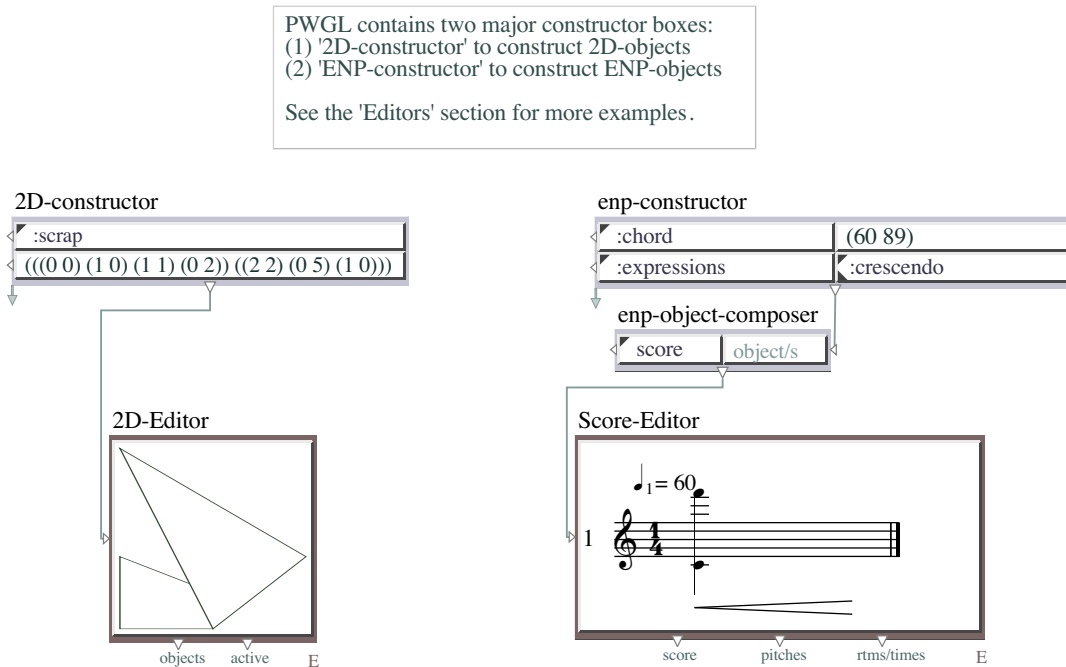 PWGL contains two major constructor boxes:
(1) '2D-constructor' to construct 2D-objects
(2) 'ENP-constructor' to construct ENP-objects
See the 'Editors' section for more examples.
2D-constructor
:scrap
(((0 0) (1 0) (1 1) (0 2)) ((2 2) (0 5) (1 0)))
enp-constructor
:chord (60 89)
:expressions :crescendo
enp-object-composer
score object/s
2D-Editor
objects active E
Score-Editor
1 = 60
1
1
4
score pitches rtms/times E